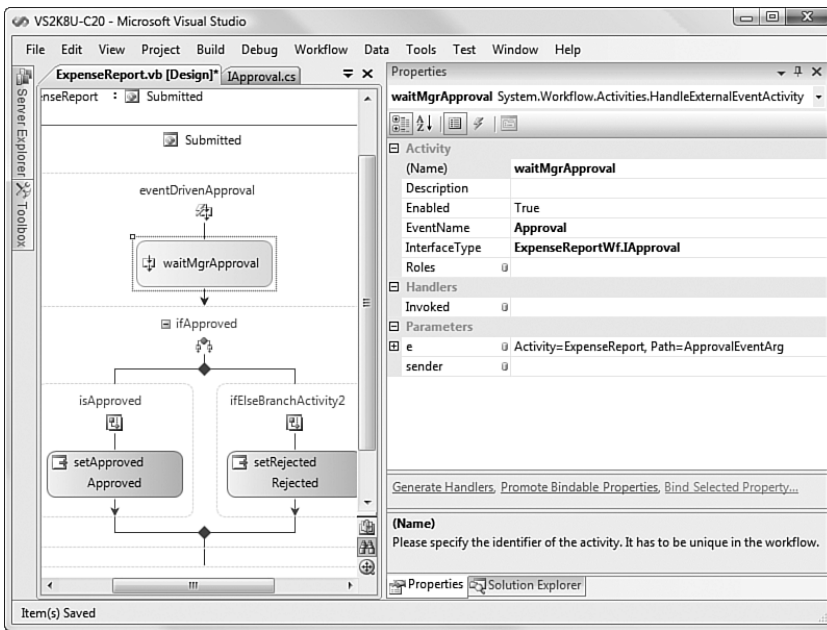 VS2K8U-C20 - Microsoft Visual Studio
File Edit View Project Build Debug Workflow Data Tools Test Window Help
ExpenseReport.vb [Design]* IApproval.cs
Server Explorer
Toolbox
nseReport : Submitted
Submitted
eventDrivenApproval
waitMgrApproval
ifApproved
isApproved ifElseBranchActivity2
setApproved setRejected
Approved Rejected
Properties
waitMgrApproval System.Workflow.Activities.HandleExternalEventActivity
Activity
(Name) waitMgrApproval
Description
Enabled True
EventName Approval
InterfaceType ExpenseReportWf.IApproval
Roles
Handlers
Invoked
Parameters
e Activity=ExpenseReport, Path=ApprovalEventArg
sender
Generate Handlers, Promote Bindable Properties, Bind Selected Property...
(Name)
Please specify the identifier of the activity. It has to be unique in the workflow.
Properties Solution Explorer
Item(s) Saved